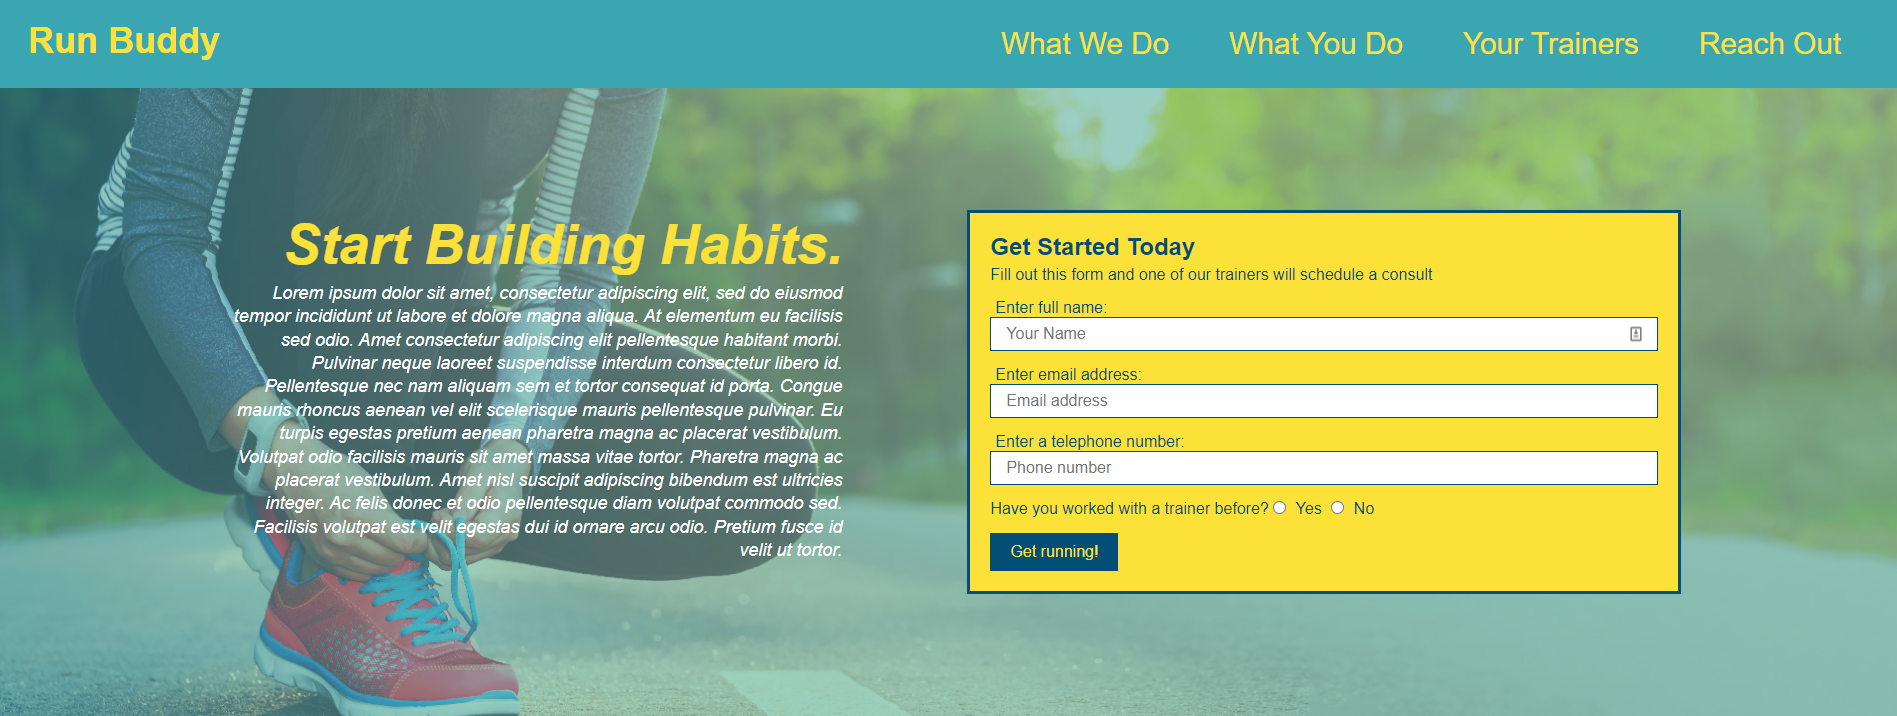 Run Buddy
What We Do
What You Do
Your Trainers
Reach Out
Start Building Habits.
Lorem ipsum dolor sit amet, consectetur adipiscing elit, sed do eiusmod
tempor incididunt ut labore et dolore magna aliqua. At elementum eu facilisis
sed odio. Amet consectetur adipiscing elit pellentesque habitant morbi.
Pulvinar neque laoreet suspendisse interdum consectetur libero id.
Pellentesque nec nam aliquam sem et tortor consequat id porta. Congue
mauris rhoncus aenean vel elit scelerisque mauris pellentesque pulvinar. Eu
turpis egestas pretium aenean pharetra magna ac placerat vestibulum.
Volutpat odio facilisis mauris sit amet massa vitae tortor. Pharetra magna ac
placerat vestibulum. Amet nisl suscipit adipiscing bibendum est ultricies
integer. Ac felis donec et odio pellentesque diam volutpat commodo sed.
Facilisis volutpat est velit egestas dui id ornare arcu odio. Pretium fusce id
velit ut tortor.
Get Started Today
Fill out this form and one of our trainers will schedule a consult
Enter full name:
Your Name
Enter email address:
Email address
Enter a telephone number:
Phone number
Have you worked with a trainer before? Yes No
Get running!